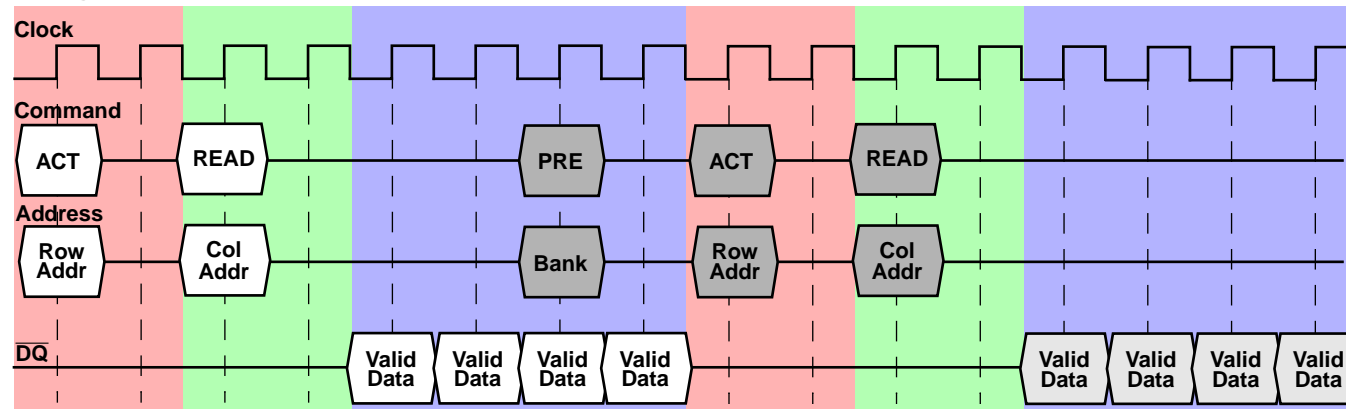 Clock
Command
ACT
READ
PRE
ACT
READ
Address
Row
Addr
Col
Addr
Bank
Row
Addr
Col
Addr
DQ
Valid
Data
Valid
Data
Valid
Data
Valid
Data
Valid
Data
Valid
Data
Valid
Data
Valid
Data